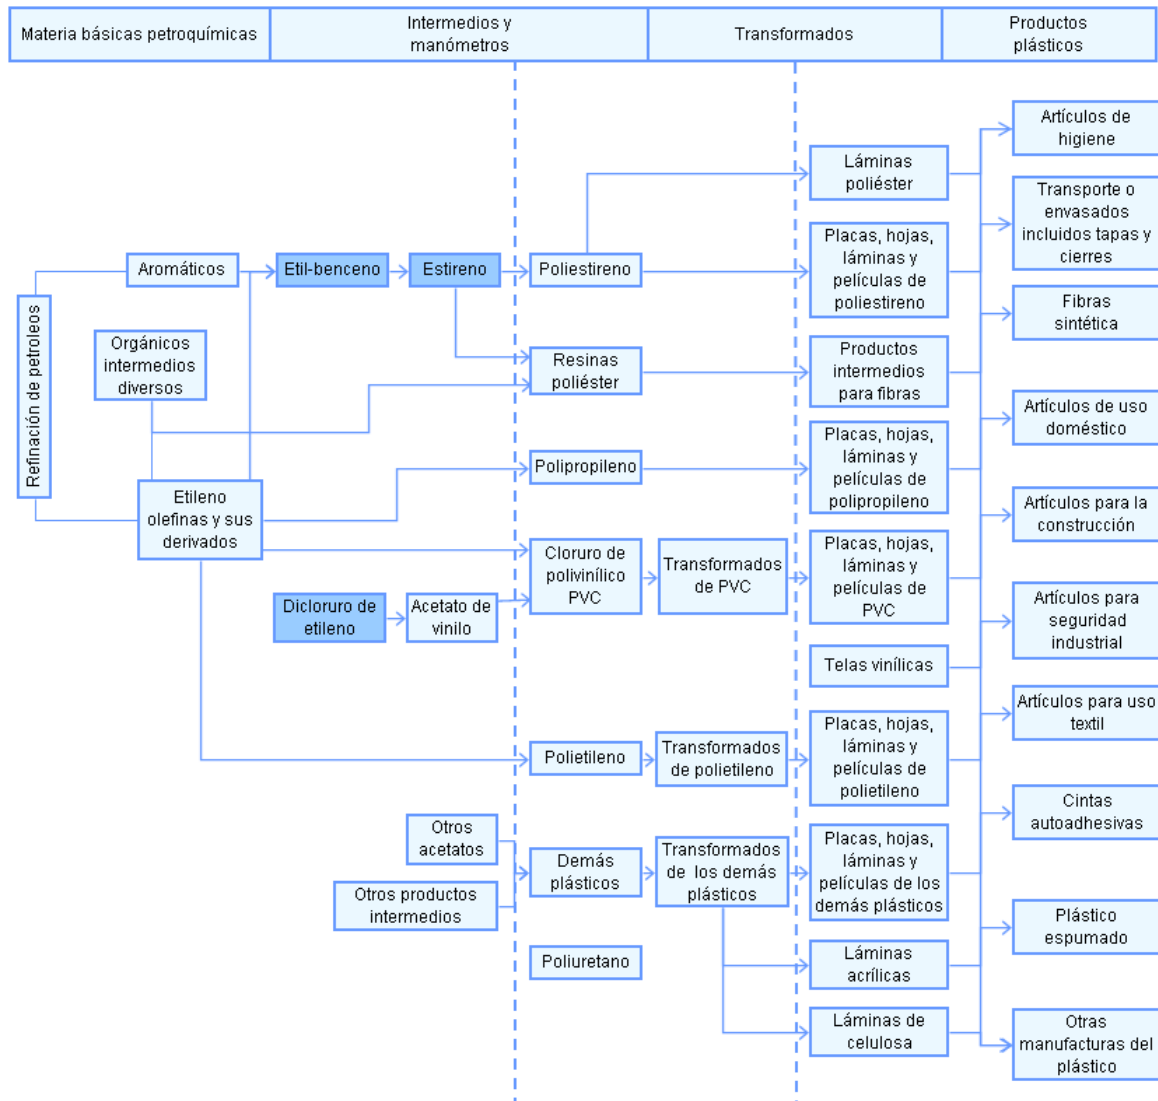 Materia básicas petroquímicas
Intermedios y
manómetros
Transformados
Productos
plásticos
Refinación de petroleos
Aromáticos
Orgánicos
intermedios
diversos
Etileno
olefinas y sus
derivados
Etil-benceno
Estireno
Dicloruro de
etileno
Acetato de
vinilo
Otros
acetatos
Otros productos
intermedios
Poliestireno
Resinas
poliéster
Polipropileno
Cloruro de
polivinílico
PVC
Polietileno
Demás
plásticos
Poliuretano
Transformados
de PVC
Transformados
de polietileno
Transformados
de los demás
plásticos
Láminas
poliéster
Placas, hojas,
láminas y
películas de
poliestireno
Productos
intermedios
para fibras
Placas, hojas,
láminas y
películas de
polipropileno
Placas, hojas,
láminas y
películas de
PVC
Telas vinílicas
Placas, hojas,
láminas y
películas de
polietileno
Placas, hojas,
láminas y
películas de los
demás plásticos
Láminas
acrílicas
Láminas de
celulosa
Artículos de
higiene
Transporte o
envasados
incluidos tapas y
cierres
Fibras
sintética
Artículos de uso
doméstico
Artículos para la
construcción
Artículos para
seguridad
industrial
Artículos para uso
textil
Cintas
autoadhesivas
Plástico
espumado
Otras
manufacturas del
plástico